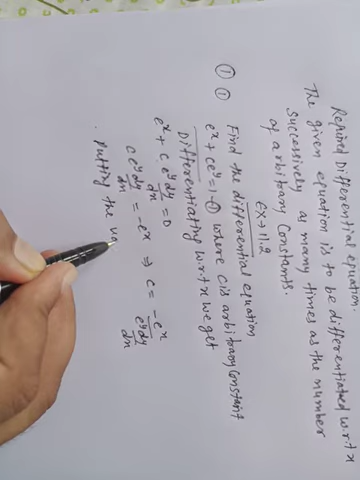 Required Differential equation.
The given equation is to be differentiated w.r.t x
successively as many times as the number
of arbitrary constants.
EX → 11.2
① ① Find the differential equation
e^x + ce^y = 1 —① where c is arbitrary constant
Differentiating w.r.t x we get
e^x + c e^y dy/dx = 0
c e^y dy/dx = -e^x ⇒ c = -e^x / (e^y dy/dx)
Putting the